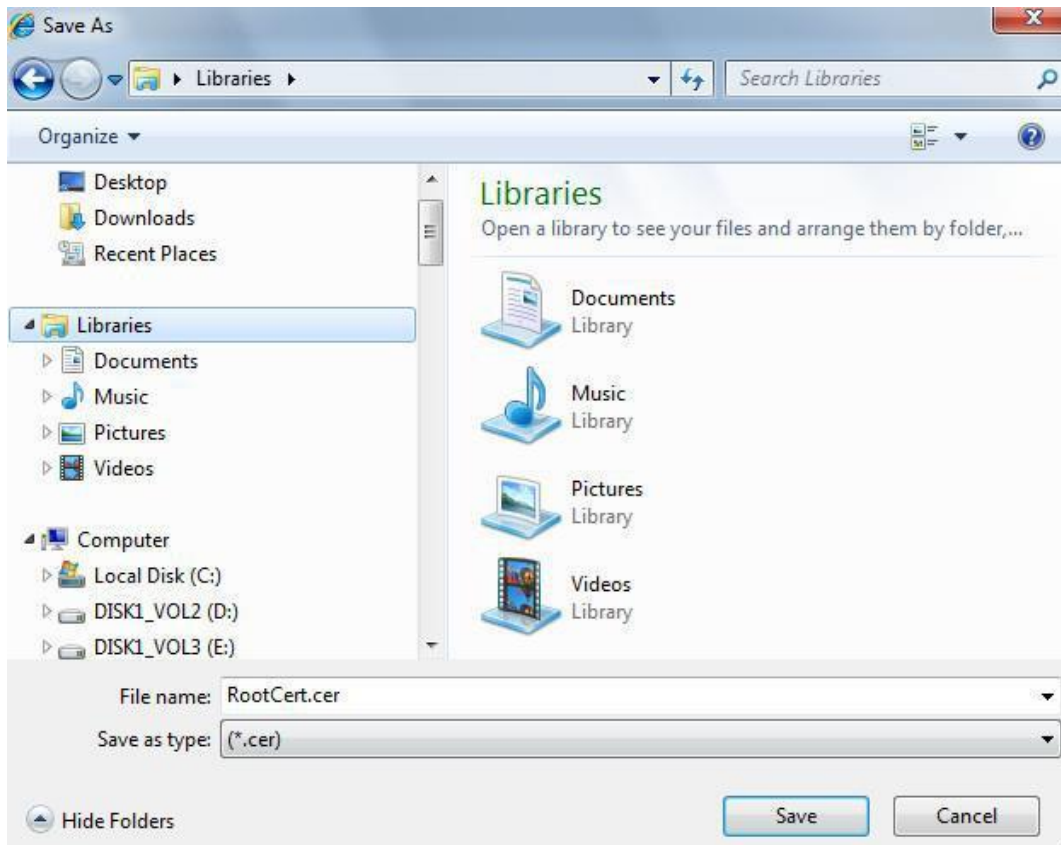 Save As
Libraries
Search Libraries
Organize
Desktop
Downloads
Recent Places
Libraries
Documents
Music
Pictures
Videos
Computer
Local Disk (C:)
DISK1_VOL2 (D:)
DISK1_VOL3 (E:)
Libraries
Open a library to see your files and arrange them by folder,...
Documents
Library
Music
Library
Pictures
Library
Videos
Library
File name: RootCert.cer
Save as type: (*.cer)
Hide Folders
Save
Cancel